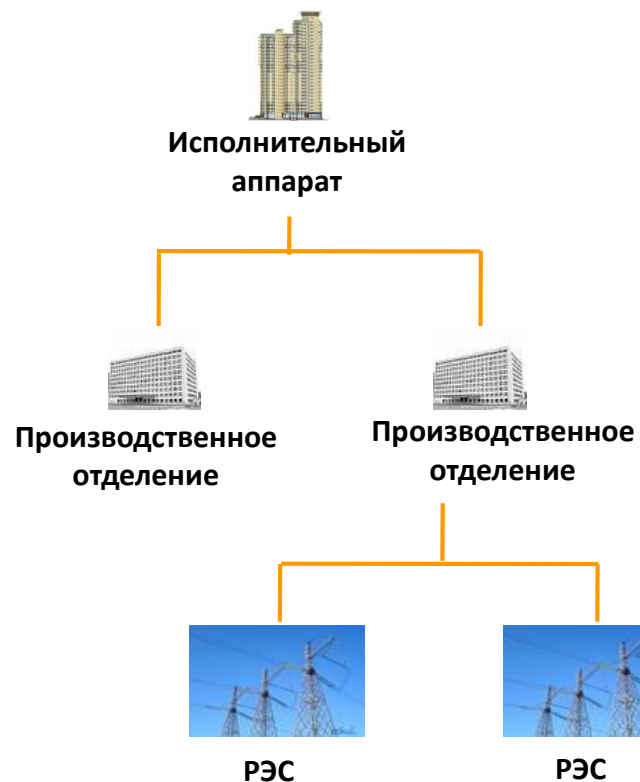 Исполнительный
аппарат
Производственное
отделение
Производственное
отделение
РЭС
РЭС